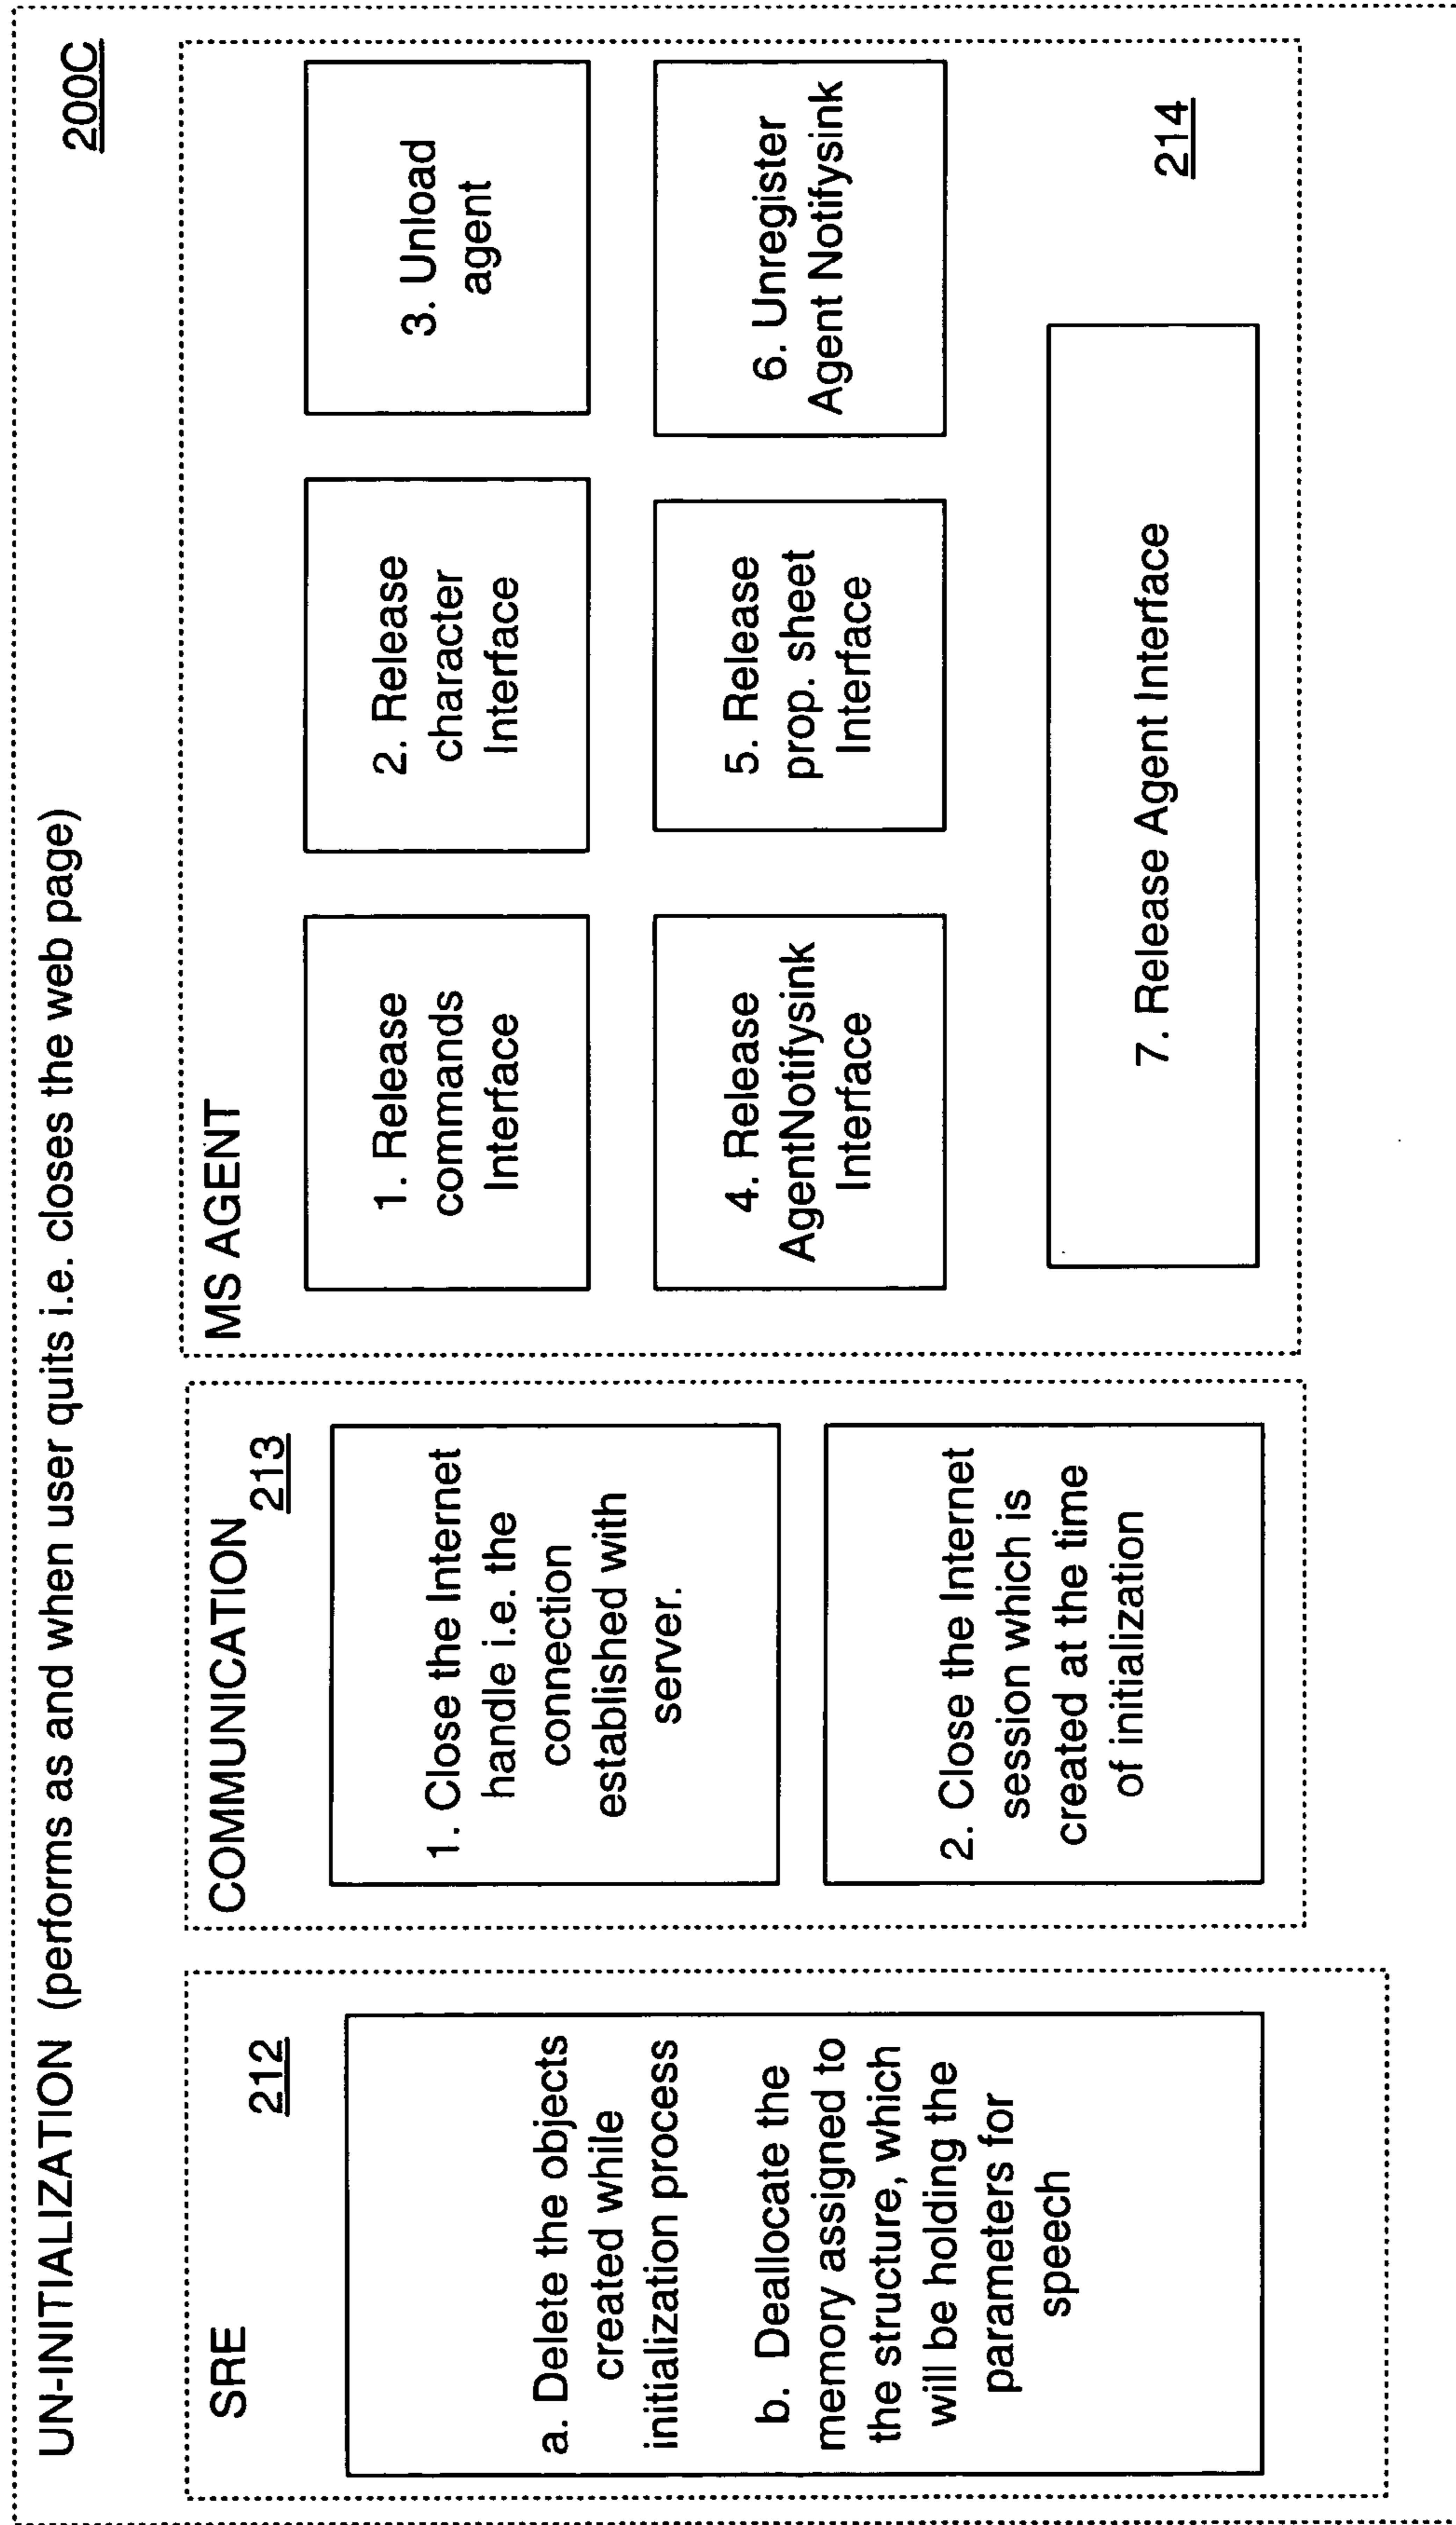 UN-INITIALIZATION (performs as and when user quits i.e. closes the web page)
200C
SRE
212
a. Delete the objects
created while
initialization process
b. Deallocate the
memory assigned to
the structure, which
will be holding the
parameters for
speech
COMMUNICATION
213
1. Close the Internet
handle i.e. the
connection
established with
server.
2. Close the Internet
session which is
created at the time
of initialization
MS AGENT
1. Release
commands
Interface
2. Release
character
Interface
3. Unload
agent
4. Release
AgentNotifysink
Interface
5. Release
prop. sheet
Interface
6. Unregister
Agent Notifysink
7. Release Agent Interface
214